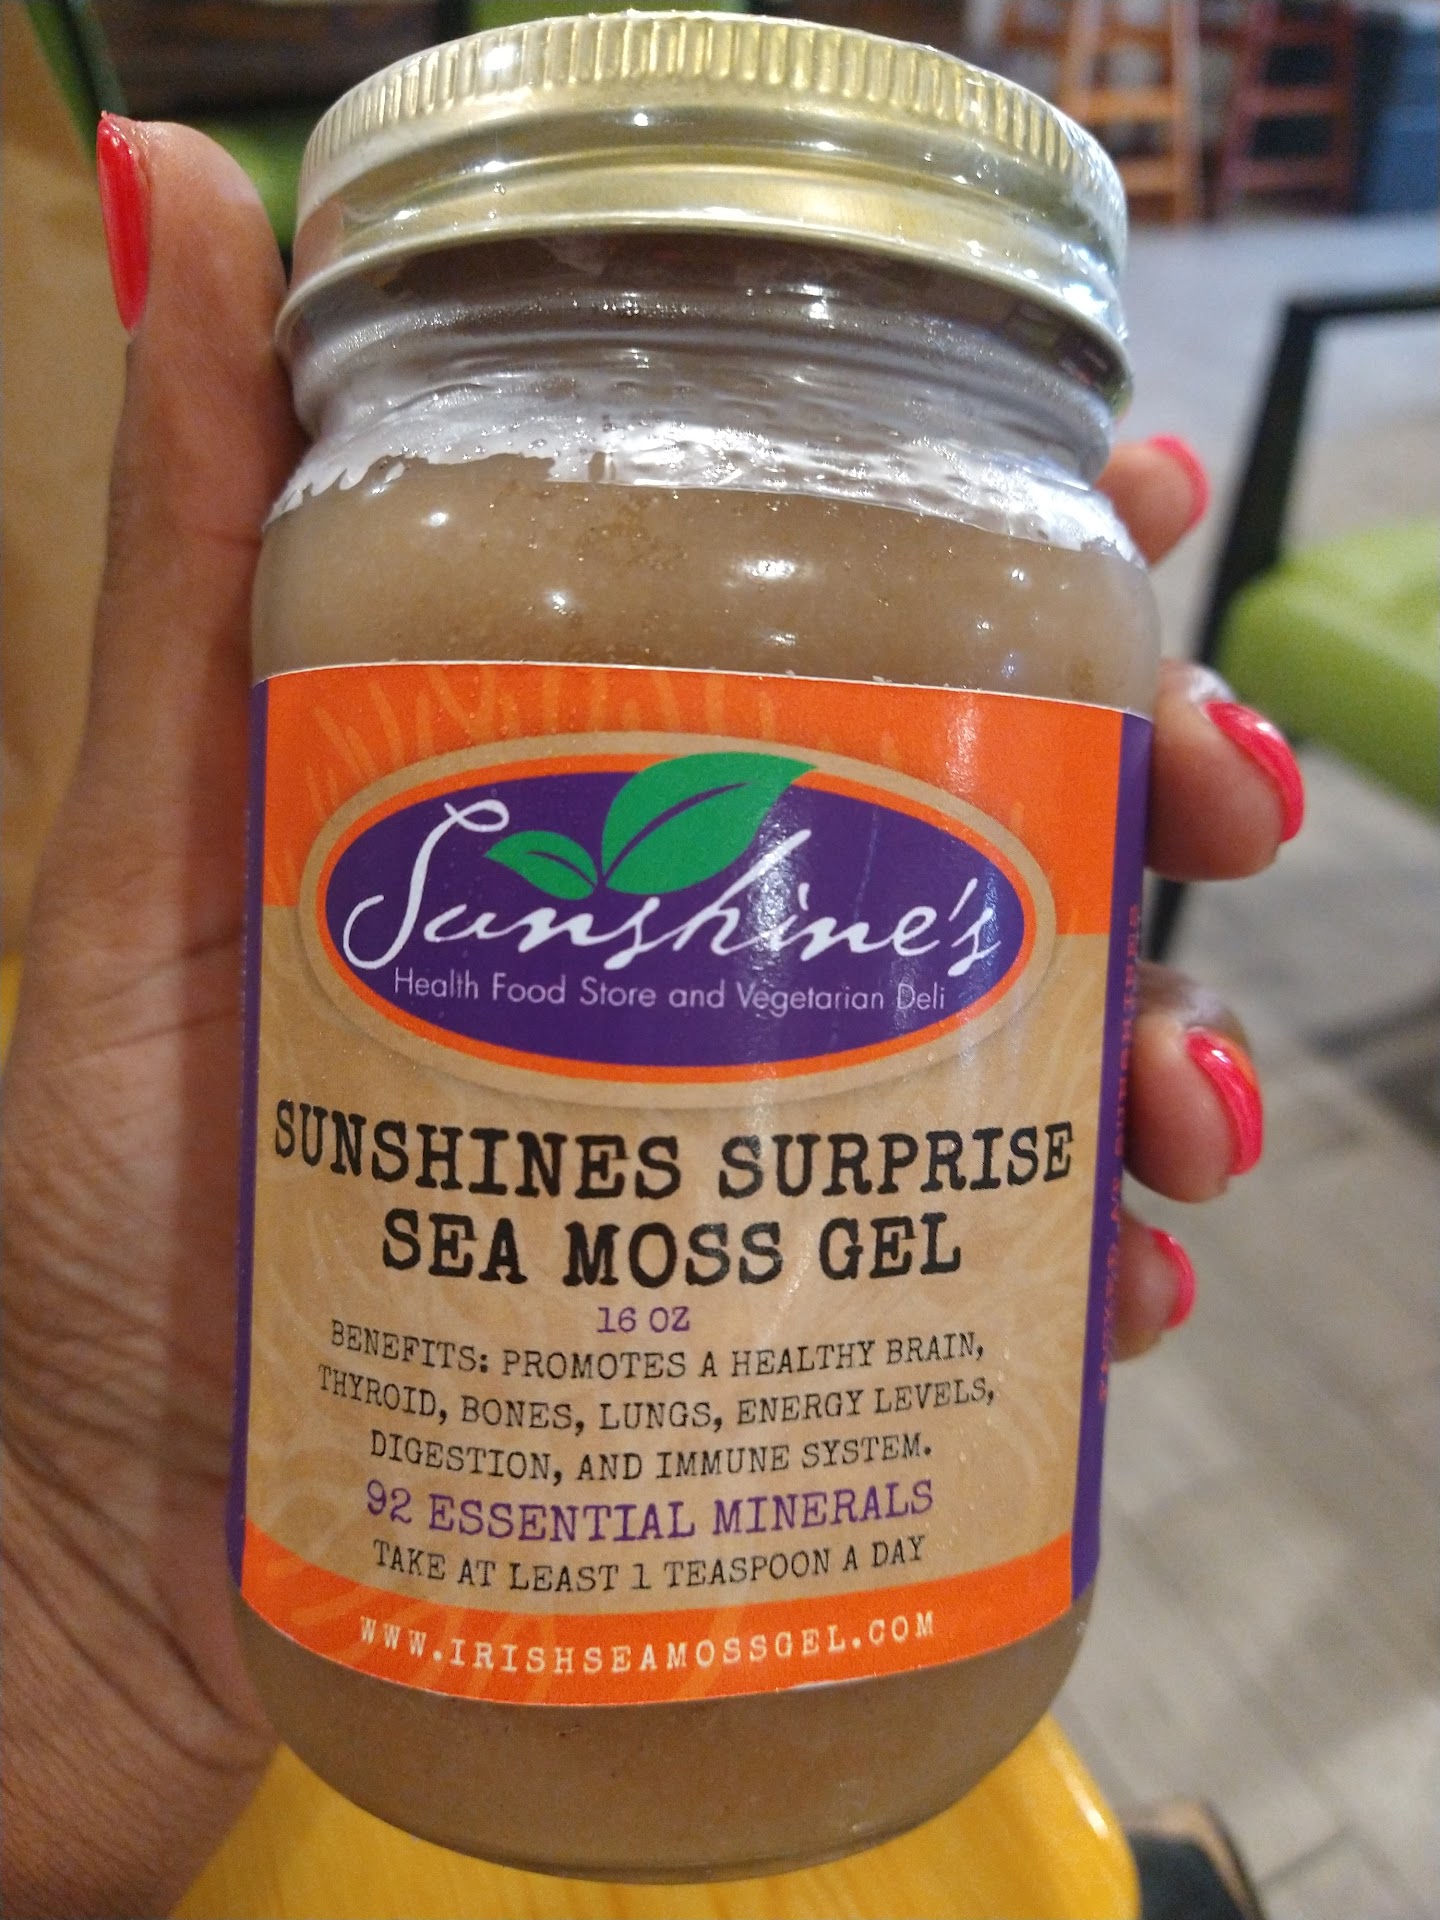 Sunshine's
Health Food Store and Vegetarian Deli
SUNSHINES SURPRISE
SEA MOSS GEL
16 OZ
BENEFITS: PROMOTES A HEALTHY BRAIN,
THYROID, BONES, LUNGS, ENERGY LEVELS,
DIGESTION, AND IMMUNE SYSTEM.
92 ESSENTIAL MINERALS
TAKE AT LEAST 1 TEASPOON A DAY
WWW.IRISHSEAMOSSGEL.COM